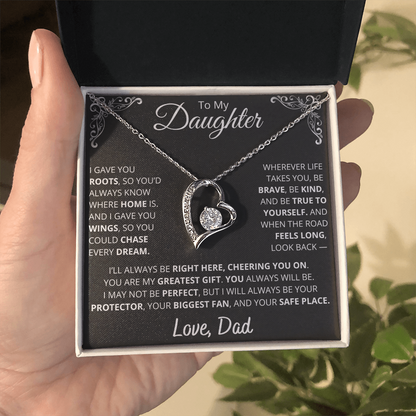 To My
Daughter
I GAVE YOU
ROOTS, SO YOU'D
ALWAYS KNOW
WHERE HOME IS.
AND I GAVE YOU
WINGS, SO YOU
COULD CHASE
EVERY DREAM.
WHEREVER LIFE
TAKES YOU, BE
BRAVE, BE KIND,
AND BE TRUE TO
YOURSELF. AND
WHEN THE ROAD
FEELS LONG,
LOOK BACK —
I'LL ALWAYS BE RIGHT HERE, CHEERING YOU ON.
YOU ARE MY GREATEST GIFT. YOU ALWAYS WILL BE.
I MAY NOT BE PERFECT, BUT I WILL ALWAYS BE YOUR
PROTECTOR, YOUR BIGGEST FAN, AND YOUR SAFE PLACE.
Love, Dad